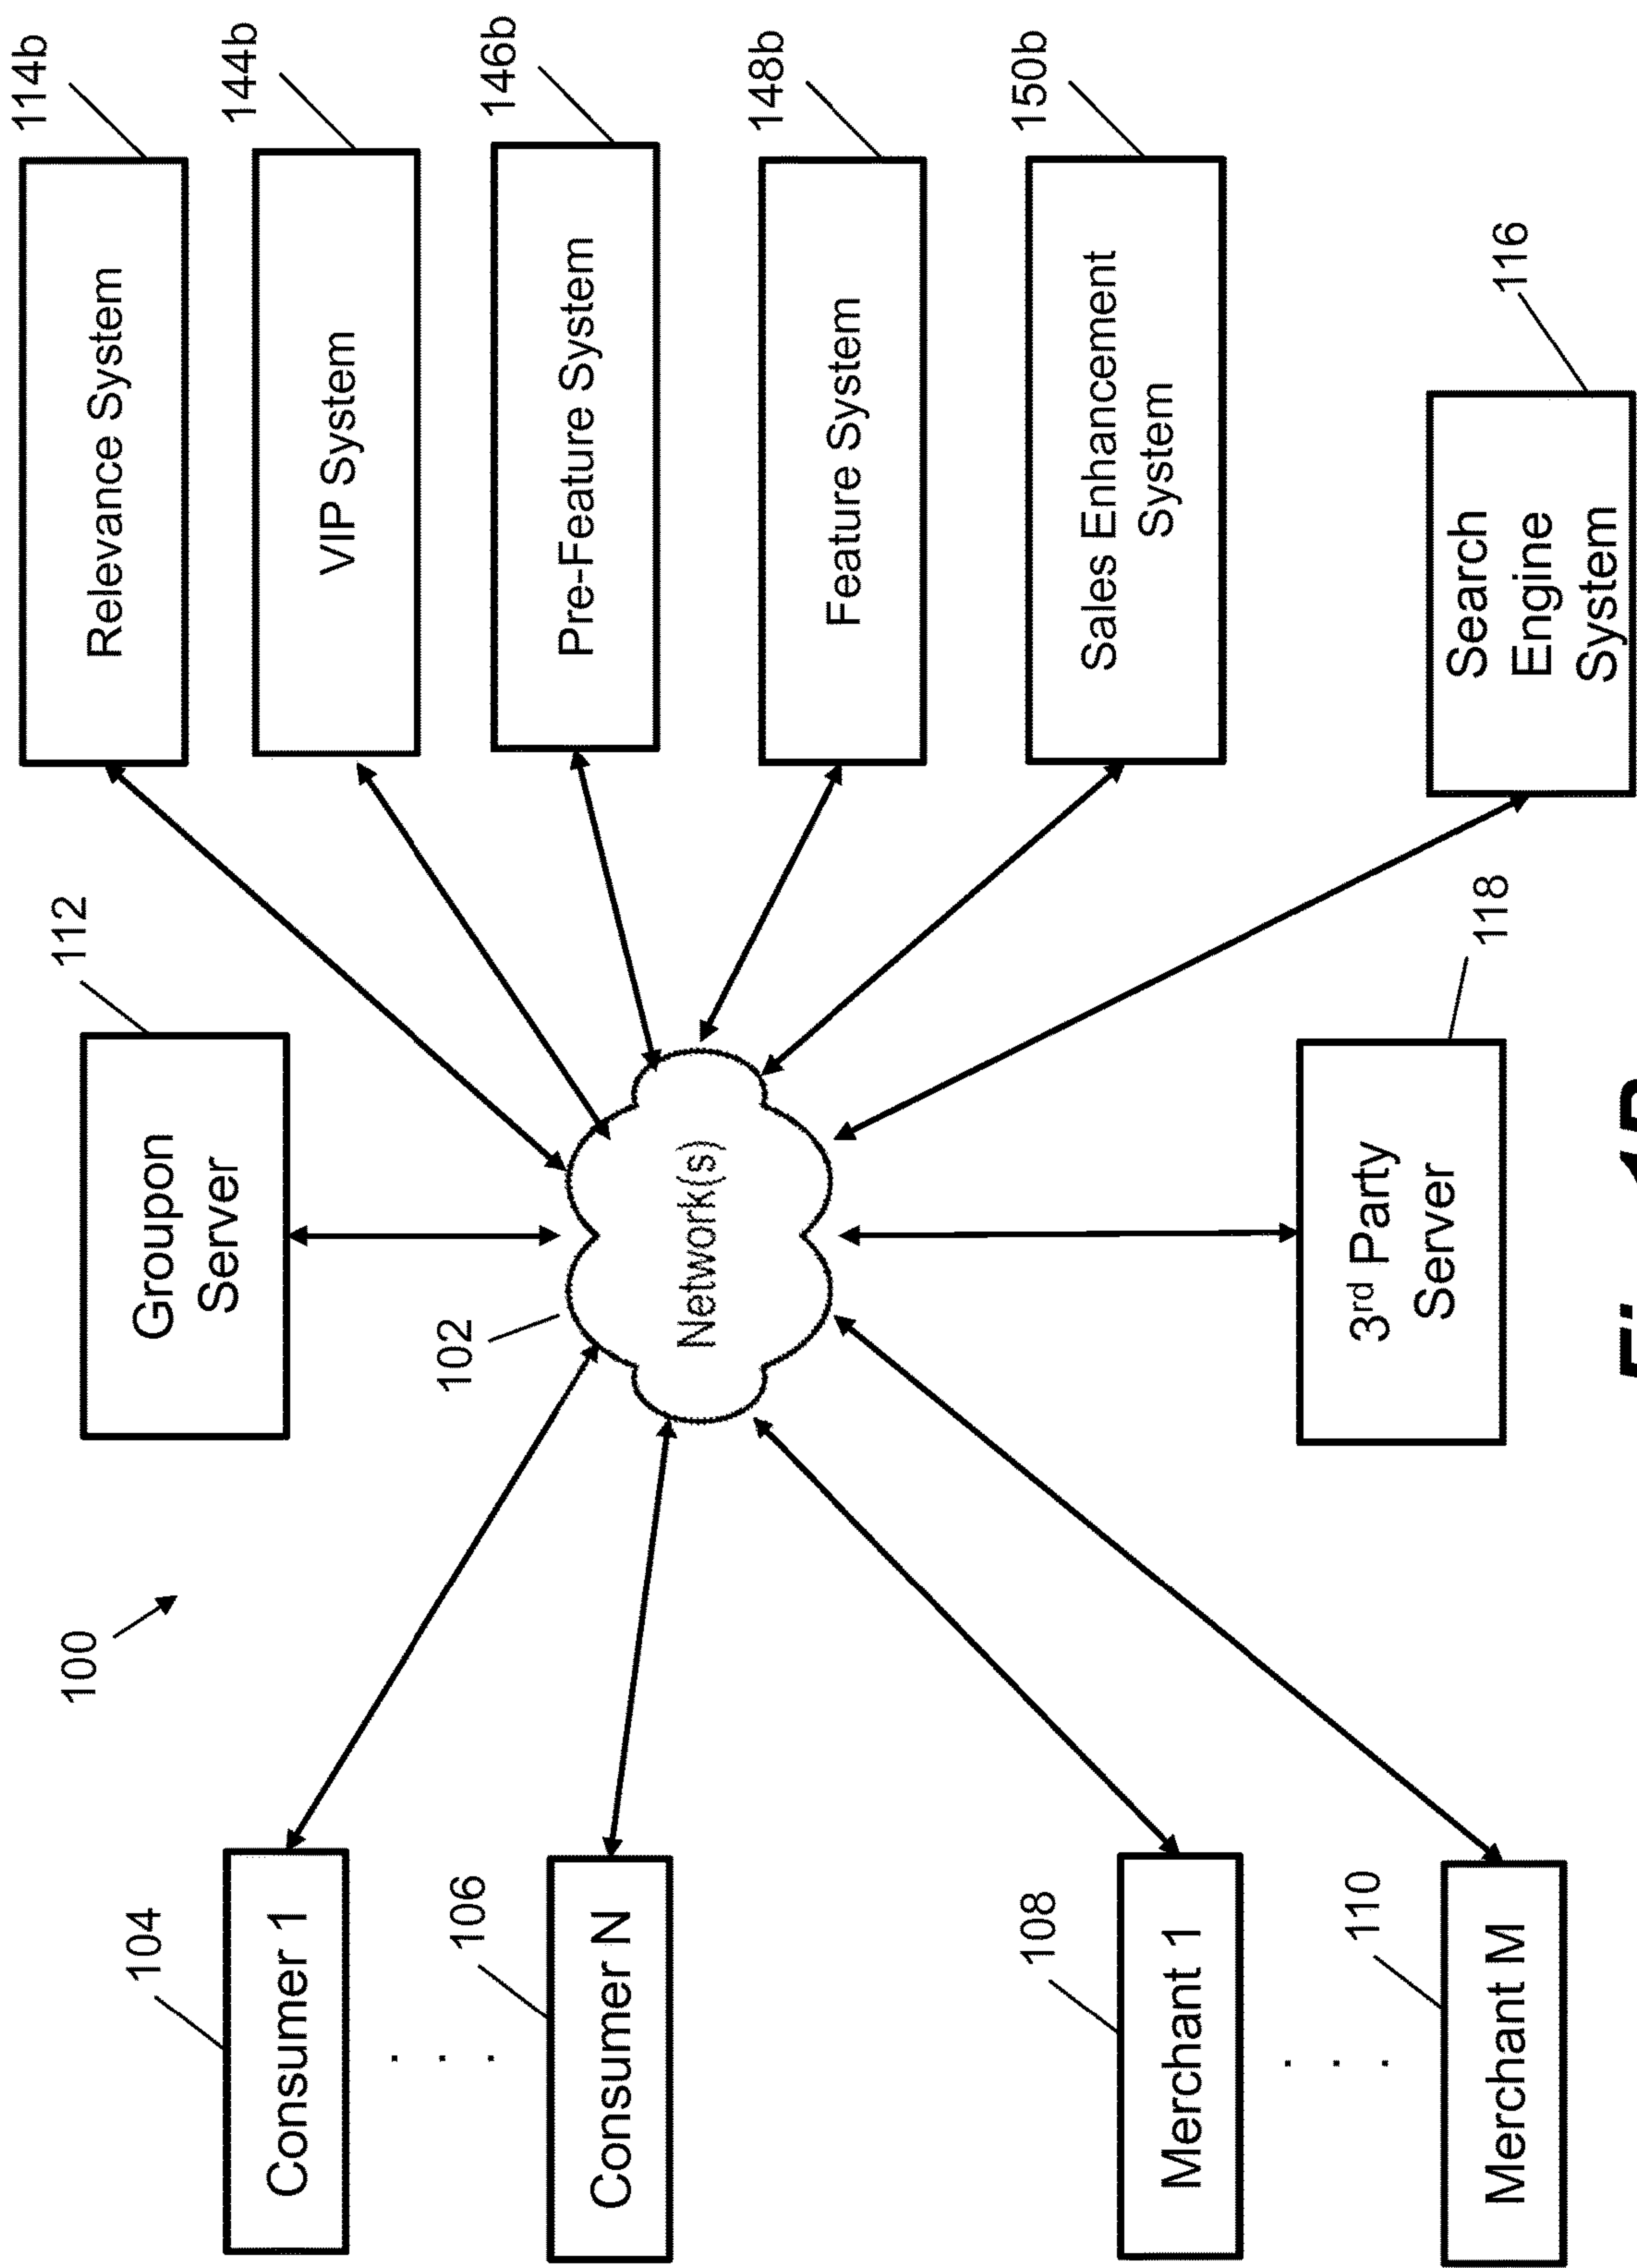 114b
112
100
Relevance System
104
Groupon
Server
144b
Consumer 1
VIP System
. . .
102
106
146b
Pre-Feature System
Consumer N
Network(s)
148b
Feature System
108
150b
Sales Enhancement
System
Merchant 1
. . .
110
3rd Party
Server
118
116
Search
Engine
System
Merchant M